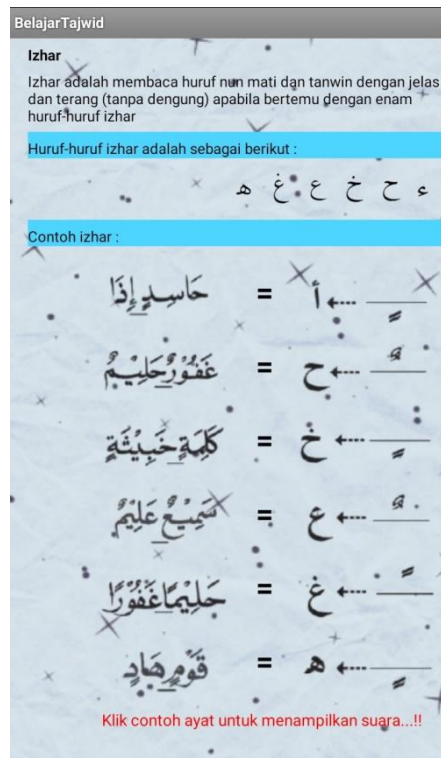 BelajarTajwid
Izhar
Izhar adalah membaca huruf nun mati dan tanwin dengan jelas
dan terang (tanpa dengung) apabila bertemu dengan enam
huruf-huruf izhar
Huruf-huruf izhar adalah sebagai berikut :
ء ح خ ع غ ه
Contoh izhar :
ـٍ أ = حَاسِدٍ إِذَا
ـٌ ح = غَفُوْرٌحَلِيْمٌ
ـٍ خ = كَلِمَةٍخَبِيْثَةٍ
ـٌ ع = سَمِيْعٌ عَلِيْمٌ
ـً غ = حَلِيْمًاغَفُوْرًا
ـٍ ه = قَوْمٍهَادٍ
Klik contoh ayat untuk menampilkan suara...!!